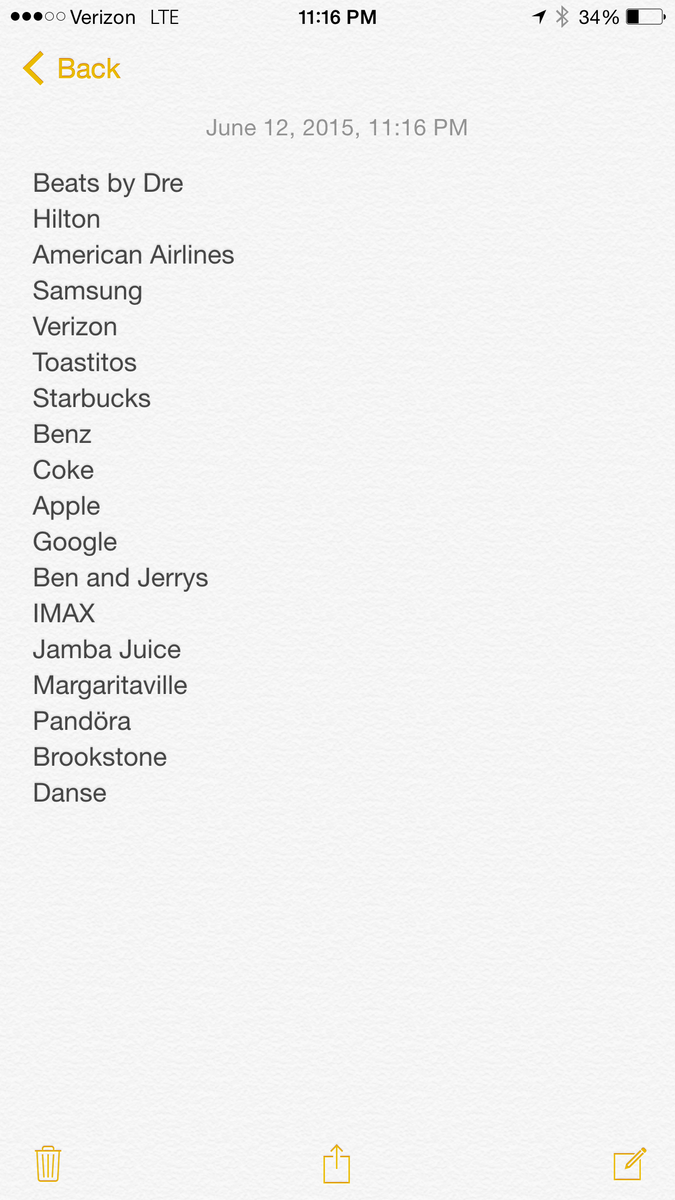 Verizon LTE 11:16 PM 34%
Back
June 12, 2015, 11:16 PM
Beats by Dre
Hilton
American Airlines
Samsung
Verizon
Toastitos
Starbucks
Benz
Coke
Apple
Google
Ben and Jerrys
IMAX
Jamba Juice
Margaritaville
Pandöra
Brookstone
Danse